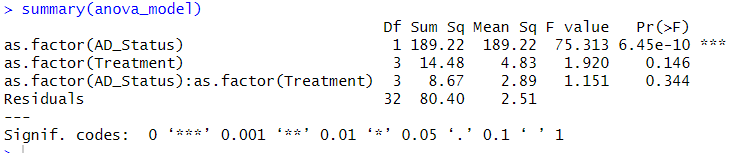 > summary(anova_model)
Df Sum Sq Mean Sq F value Pr(>F)
as.factor(AD_Status) 1 189.22 189.22 75.313 6.45e-10 ***
as.factor(Treatment) 3 14.48 4.83 1.920 0.146
as.factor(AD_Status):as.factor(Treatment) 3 8.67 2.89 1.151 0.344
Residuals 32 80.40 2.51
---
Signif. codes: 0 ‘***’ 0.001 ‘**’ 0.01 ‘*’ 0.05 ‘.’ 0.1 ‘ ’ 1
>